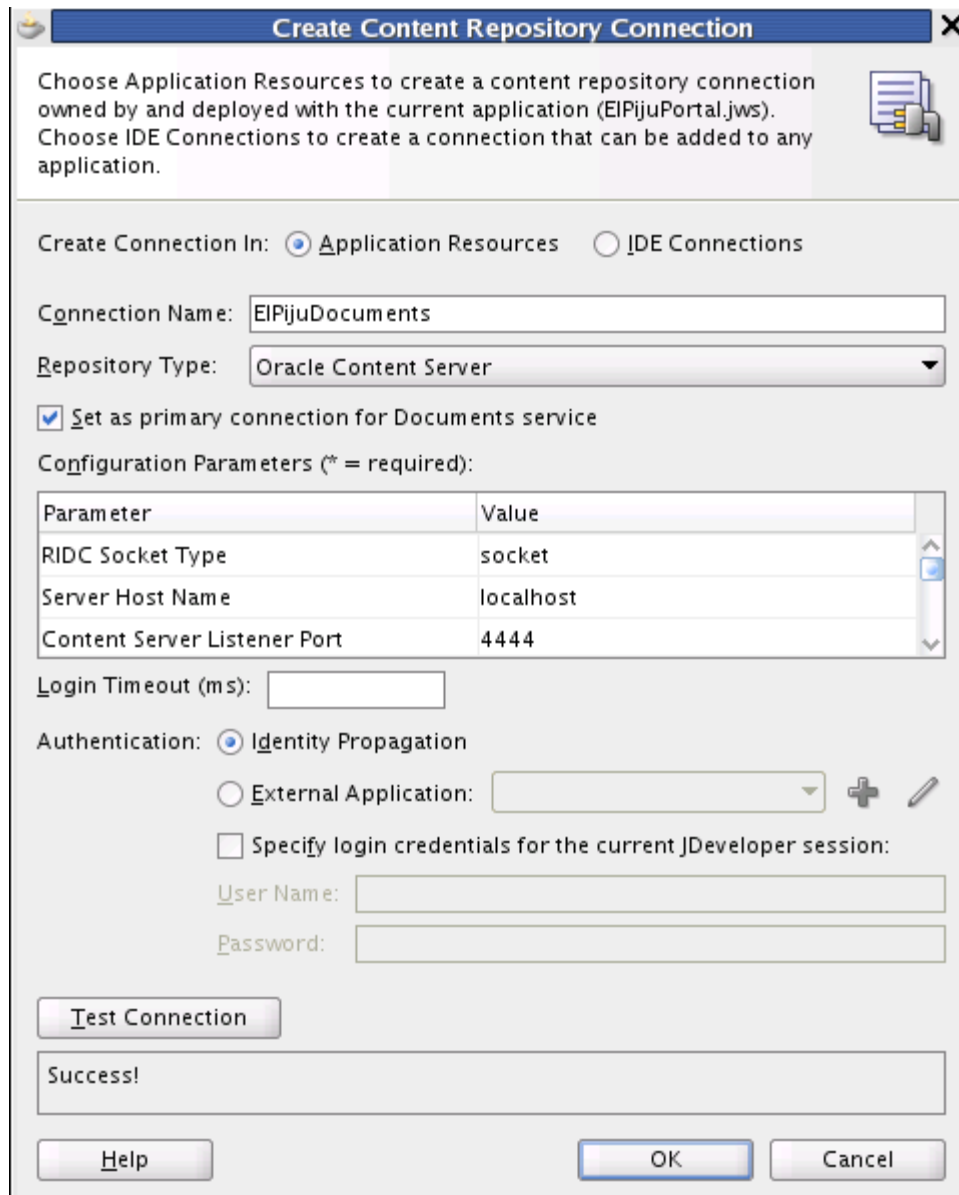 Create Content Repository Connection
Choose Application Resources to create a content repository connection
owned by and deployed with the current application (ElPijuPortal.jws).
Choose IDE Connections to create a connection that can be added to any
application.
Create Connection In: Application Resources IDE Connections
Connection Name: ElPijuDocuments
Repository Type: Oracle Content Server
Set as primary connection for Documents service
Configuration Parameters (* = required):
Parameter Value
RIDC Socket Type socket
Server Host Name localhost
Content Server Listener Port 4444
Login Timeout (ms):
Authentication: Identity Propagation
External Application:
Specify login credentials for the current JDeveloper session:
User Name:
Password:
Test Connection
Success!
Help OK Cancel